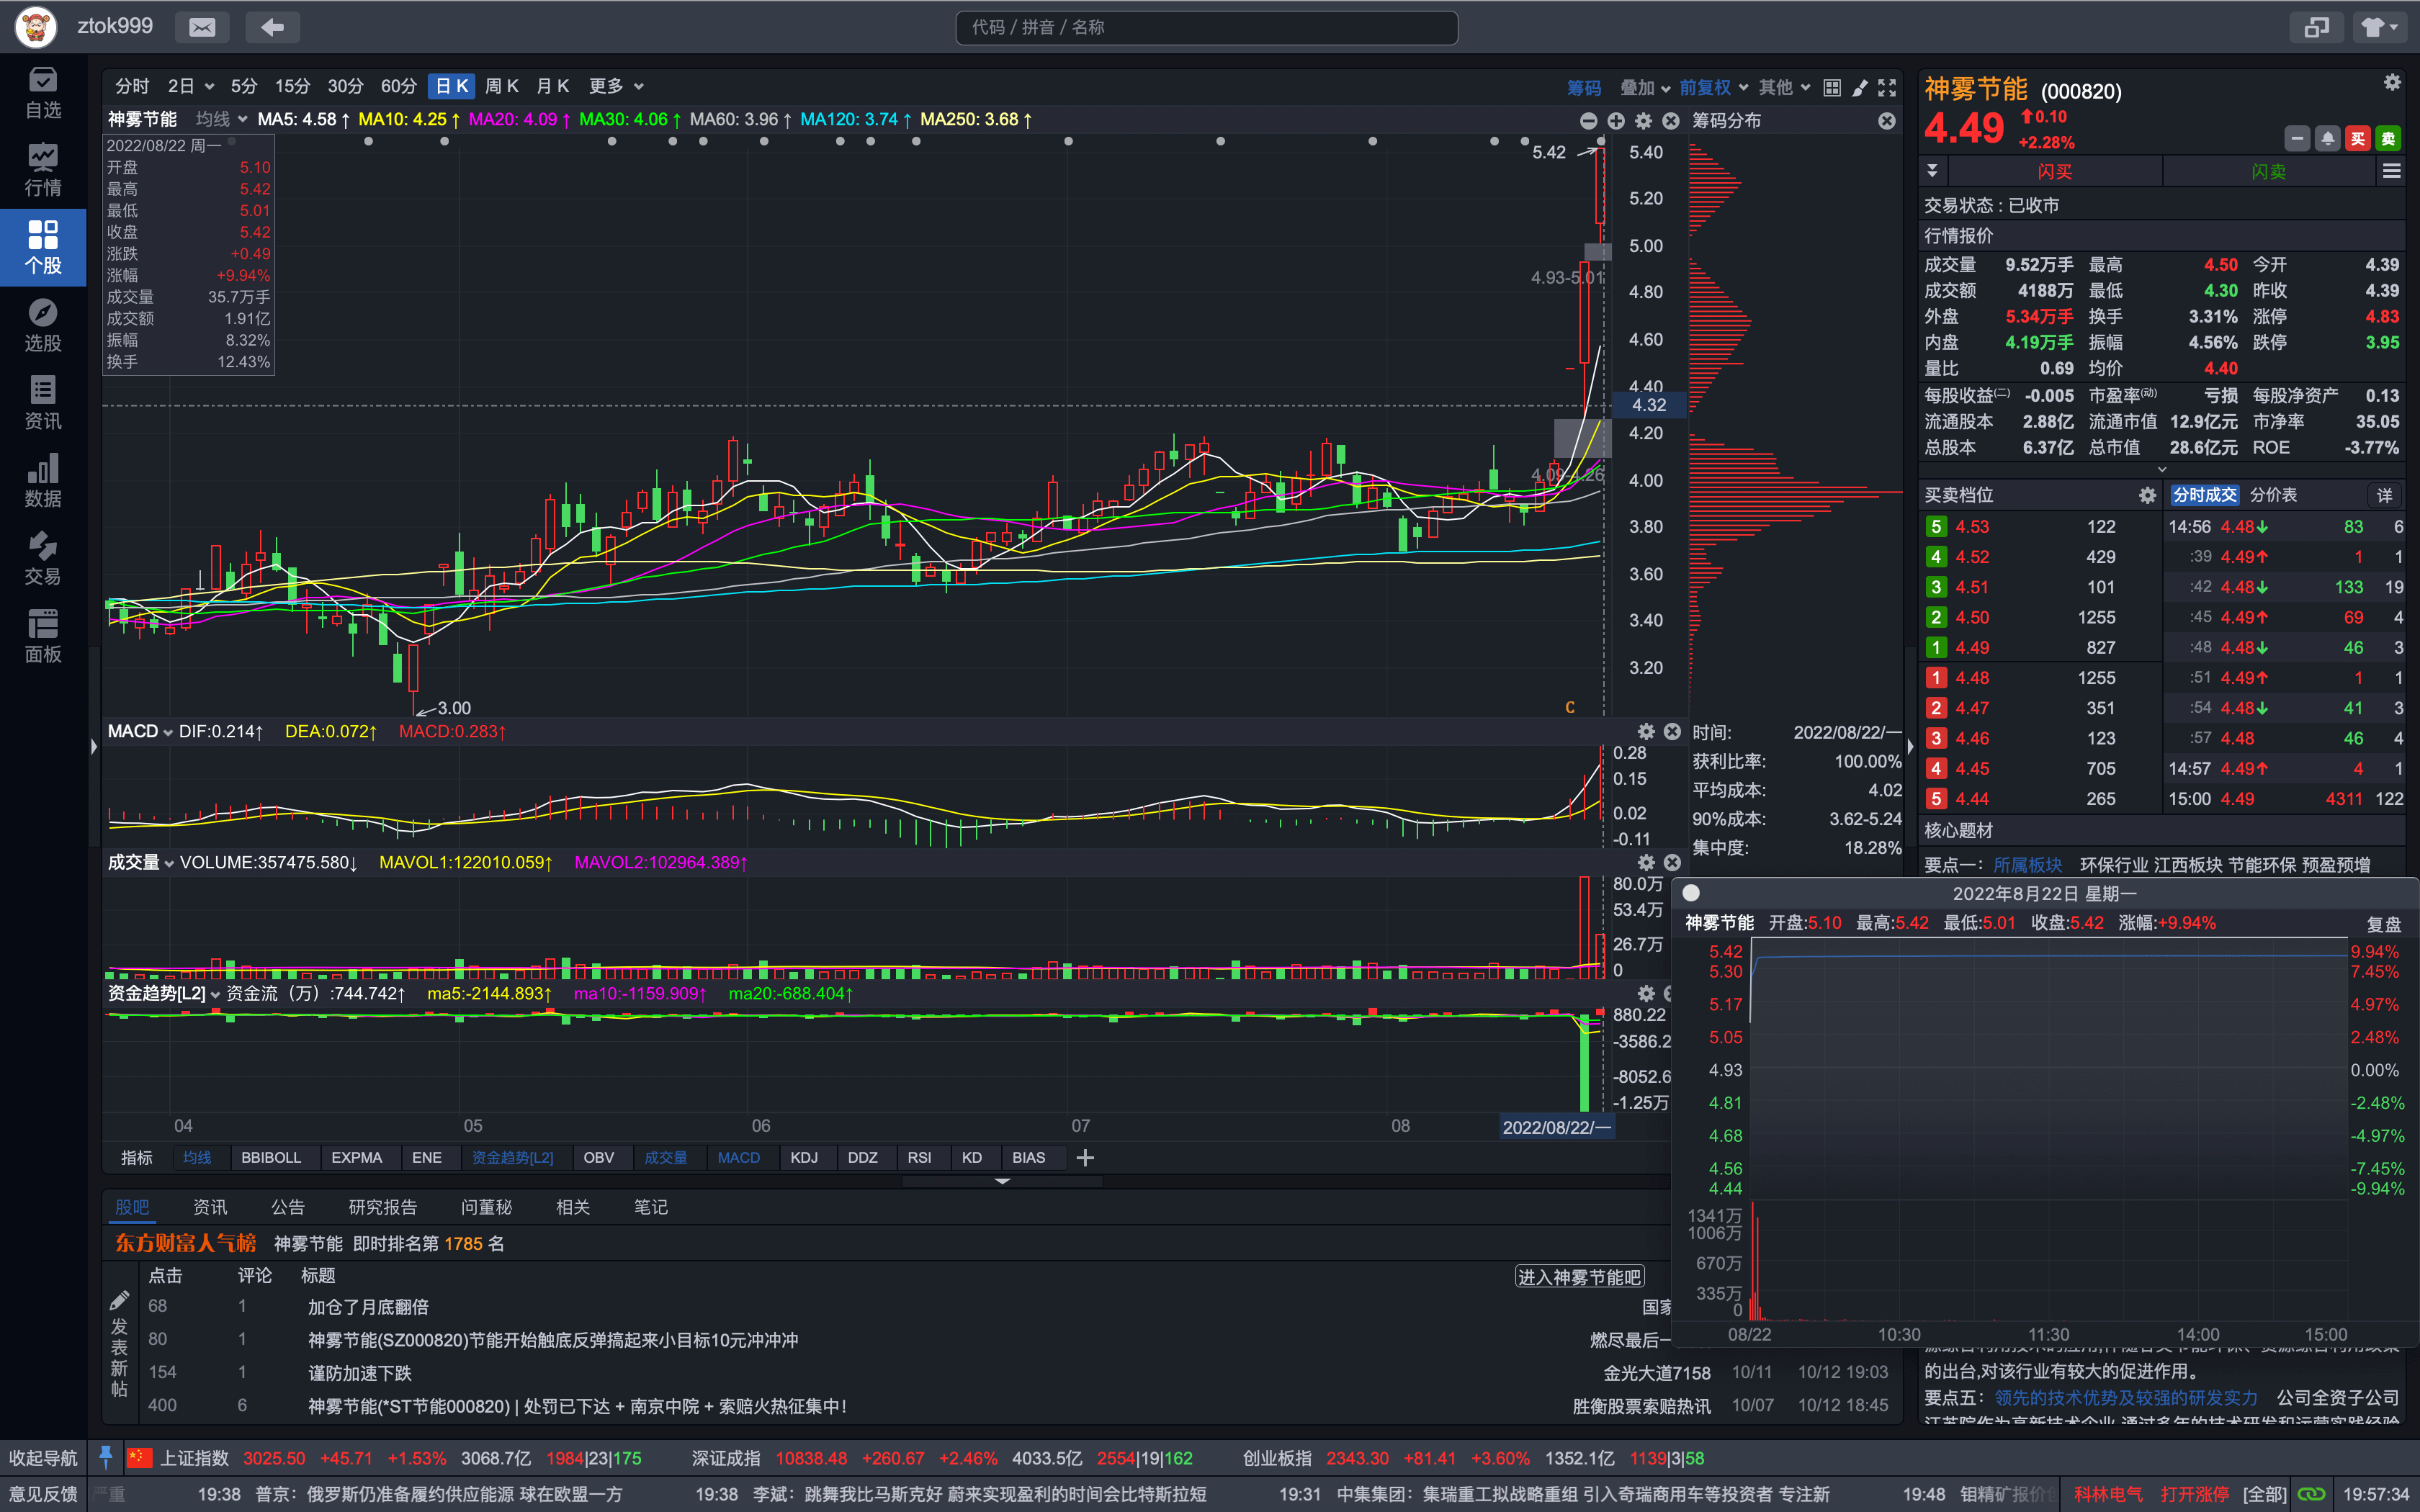 ztok999
代码 / 拼音 / 名称
自选
行情
个股
选股
资讯
数据
交易
面板
分时 2日 5分 15分 30分 60分 日K 周K 月K 更多 筹码 叠加 前复权 其他
神雾节能 均线 MA5: 4.58↑ MA10: 4.25↑ MA20: 4.09↑ MA30: 4.06↑ MA60: 3.96↑ MA120: 3.74↑ MA250: 3.68↑ 筹码分布
2022/08/22 周一
开盘 5.10
最高 5.42
最低 5.01
收盘 5.42
涨跌 +0.49
涨幅 +9.94%
成交量 35.7万手
成交额 1.91亿
振幅 8.32%
换手 12.43%
5.42
4.93-5.01
4.09-4.26
3.00
C
5.40
5.20
5.00
4.80
4.60
4.40
4.32
4.20
4.00
3.80
3.60
3.40
3.20
MACD DIF:0.214↑ DEA:0.072↑ MACD:0.283↑
0.28
0.15
0.02
-0.11
时间: 2022/08/22/一
获利比率: 100.00%
平均成本: 4.02
90%成本: 3.62-5.24
集中度: 18.28%
成交量 VOLUME:357475.580↓ MAVOL1:122010.059↑ MAVOL2:102964.389↑
80.0万
53.4万
26.7万
0
资金趋势[L2] 资金流（万）:744.742↑ ma5:-2144.893↑ ma10:-1159.909↑ ma20:-688.404↑
880.22
-3586.2
-8052.6
-1.25万
04 05 06 07 08 2022/08/22/一
指标 均线 BBIBOLL EXPMA ENE 资金趋势[L2] OBV 成交量 MACD KDJ DDZ RSI KD BIAS
股吧 资讯 公告 研究报告 问董秘 相关 笔记
东方财富人气榜 神雾节能 即时排名第 1785 名
点击 评论 标题 进入神雾节能吧
发表新帖
68 1 加仓了月底翻倍 国家
80 1 神雾节能(SZ000820)节能开始触底反弹搞起来小目标10元冲冲冲 燃尽最后一
154 1 谨防加速下跌 金光大道7158 10/11 10/12 19:03
400 6 神雾节能(*ST节能000820) | 处罚已下达 + 南京中院 + 索赔火热征集中! 胜衡股票索赔热讯 10/07 10/12 18:45
神雾节能 (000820)
4.49 0.10
+2.28%
买 卖
闪买 闪卖
交易状态 : 已收市
行情报价
成交量 9.52万手 最高 4.50 今开 4.39
成交额 4188万 最低 4.30 昨收 4.39
外盘 5.34万手 换手 3.31% 涨停 4.83
内盘 4.19万手 振幅 4.56% 跌停 3.95
量比 0.69 均价 4.40
每股收益(二) -0.005 市盈率(动) 亏损 每股净资产 0.13
流通股本 2.88亿 流通市值 12.9亿元 市净率 35.05
总股本 6.37亿 总市值 28.6亿元 ROE -3.77%
买卖档位 分时成交 分价表 详
5 4.53 122 14:56 4.48↓ 83 6
4 4.52 429 :39 4.49↑ 1 1
3 4.51 101 :42 4.48↓ 133 19
2 4.50 1255 :45 4.49↑ 69 4
1 4.49 827 :48 4.48↓ 46 3
1 4.48 1255 :51 4.49↑ 1 1
2 4.47 351 :54 4.48↓ 41 3
3 4.46 123 :57 4.48 46 4
4 4.45 705 14:57 4.49↑ 4 1
5 4.44 265 15:00 4.49 4311 122
核心题材
要点一: 所属板块 环保行业 江西板块 节能环保 预盈预增
2022年8月22日 星期一
神雾节能 开盘:5.10 最高:5.42 最低:5.01 收盘:5.42 涨幅:+9.94% 复盘
5.42 9.94%
5.30 7.45%
5.17 4.97%
5.05 2.48%
4.93 0.00%
4.81 -2.48%
4.68 -4.97%
4.56 -7.45%
4.44 -9.94%
1341万
1006万
670万
335万
0
08/22 10:30 11:30 14:00 15:00
的出台,对该行业有较大的促进作用。
要点五: 领先的技术优势及较强的研发实力 公司全资子公司
收起导航 上证指数 3025.50 +45.71 +1.53% 3068.7亿 1984|23|175 深证成指 10838.48 +260.67 +2.46% 4033.5亿 2554|19|162 创业板指 2343.30 +81.41 +3.60% 1352.1亿 1139|3|58
意见反馈 严重 19:38 普京：俄罗斯仍准备履约供应能源 球在欧盟一方 19:38 李斌：跳舞我比马斯克好 蔚来实现盈利的时间会比特斯拉短 19:31 中集集团：集瑞重工拟战略重组 引入奇瑞商用车等投资者 专注新 19:48 钼精矿报价 科林电气 打开涨停 [全部] 19:57:34